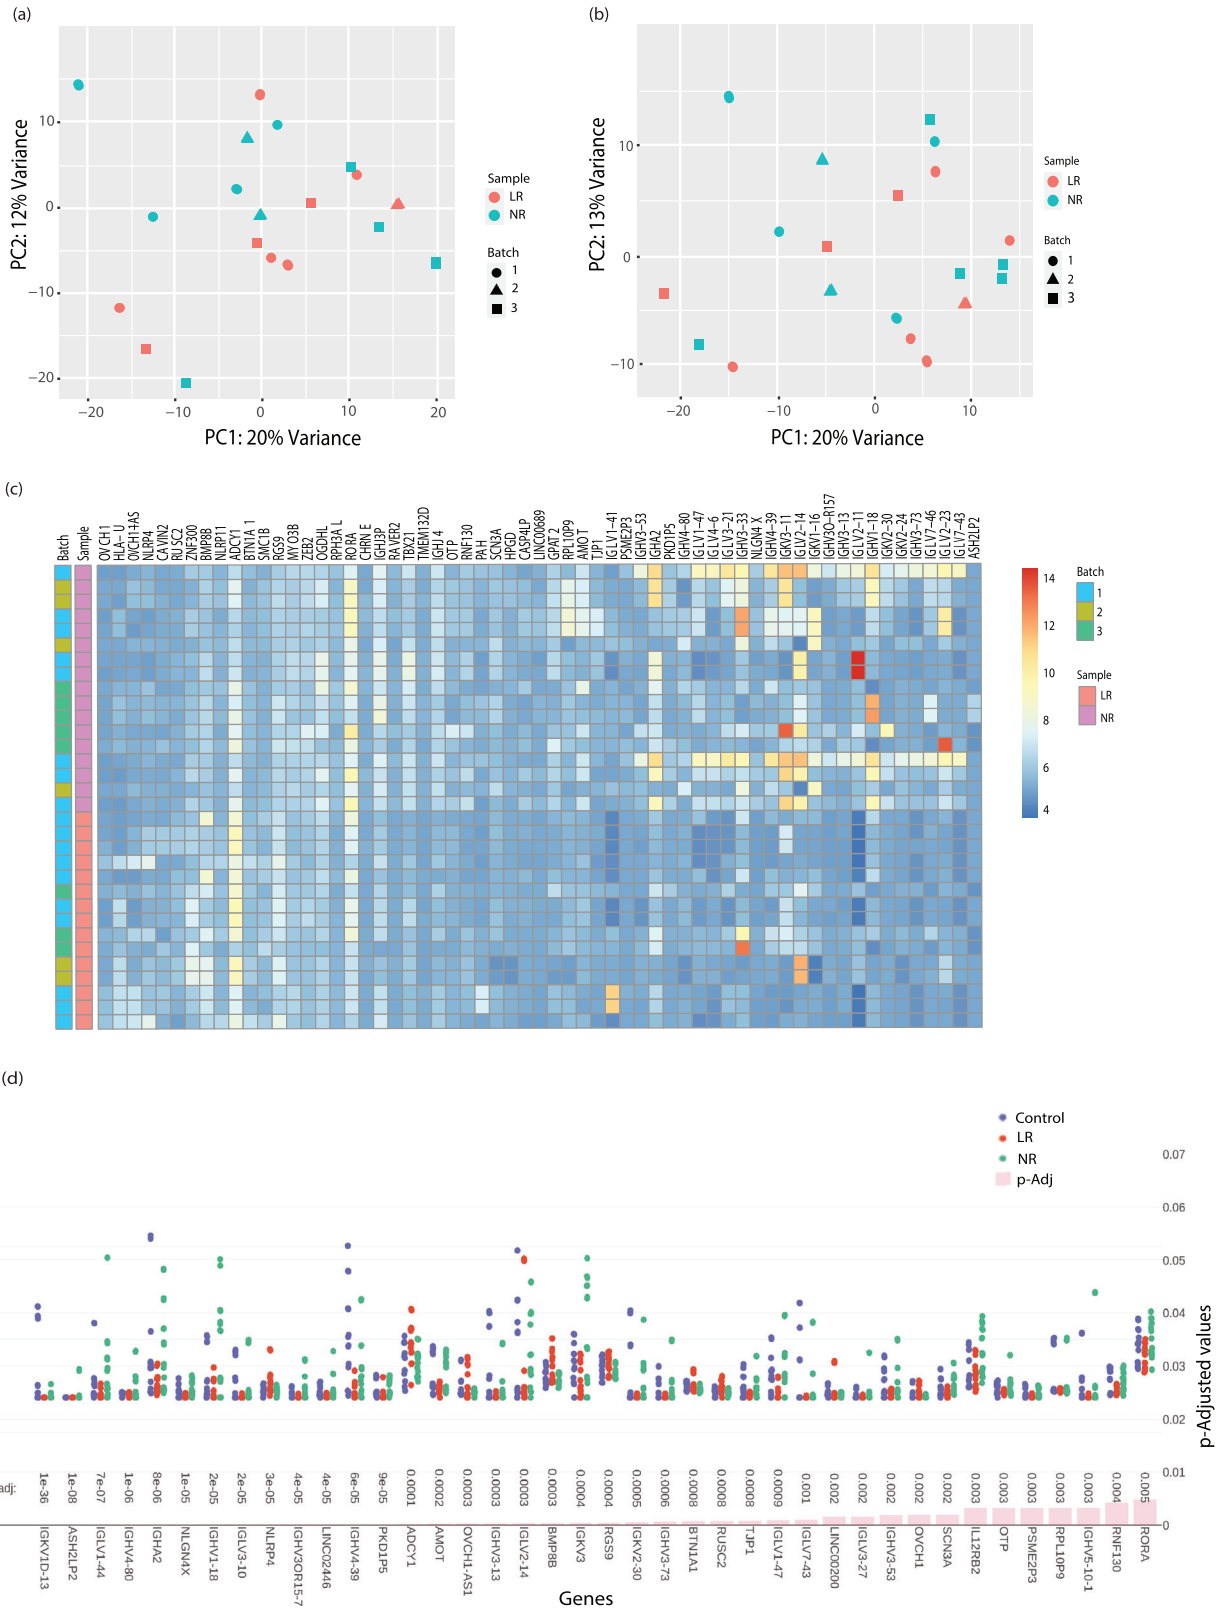 (a)
10
0
−10
−20
−20
−10
0
10
20
PC2: 12% Variance
PC1: 20% Variance
Sample
LR
NR
Batch
1
2
3
(b)
10
0
−10
−20
−10
0
10
PC2: 13% Variance
PC1: 20% Variance
Sample
LR
NR
Batch
1
2
3
(c)
Batch
Sample
OVCH1
HLA−U
OVCH1-AS
NLRP4
CAVIN2
RUSC2
ZNF300
BMP8B
NLRP11
ADCY1
BTN1A1
SMC1B
RGS9
MYO3B
ZEB2
OGDHL
RPH3AL
RORA
CHRNE
IGHJ3P
RAVER2
TBX21
TMEM132D
IGHJ4
OTP
RNF130
PAH
SCN3A
HPGD
CASP4LP
LINC00689
GPAT2
RPL10P9
AMOT
TJP1
IGLV1−41
PSME2P3
IGHV3−53
IGHA2
PKD1P5
IGHV4−80
IGLV1−47
IGLV4−6
IGLV3−21
IGHV3−33
NLGN4X
IGHV4−39
IGKV3−11
IGLV2−14
IGKV1−16
IGHV3O−R157
IGHV3−13
IGLV2−11
IGHV1−18
IGKV2−30
IGKV2−24
IGHV3−73
IGLV7−46
IGLV2−23
IGLV7−43
ASH2LP2
14
12
10
8
6
4
Batch
1
2
3
Sample
LR
NR
(d)
Control
LR
NR
p-Adj
0.07
0.06
0.05
0.04
0.03
0.02
0.01
0
p-Adjusted values
adj:
1e-36
1e-08
7e-07
1e-06
8e-06
1e-05
2e-05
2e-05
3e-05
4e-05
4e-05
6e-05
9e-05
0.0001
0.0002
0.0003
0.0003
0.0003
0.0003
0.0004
0.0004
0.0005
0.0006
0.0008
0.0008
0.0008
0.0009
0.001
0.002
0.002
0.002
0.002
0.002
0.003
0.003
0.003
0.003
0.003
0.004
0.005
IGKV1D-13
ASH2LP2
IGLV1-44
IGHV4-80
IGHA2
NLGN4X
IGHV1-18
IGLV3-10
NLRP4
IGHV3OR15-7
LINC02446
IGHV4-39
PKD1P5
ADCY1
AMOT
OVCH1-AS1
IGHV3-13
IGLV2-14
BMP8B
IGKV3
RGS9
IGKV2-30
IGHV3-73
BTN1A1
RUSC2
TJP1
IGLV1-47
IGLV7-43
LINC00200
IGLV3-27
IGHV3-53
OVCH1
SCN3A
IL12RB2
OTP
PSME2P3
RPL10P9
IGHV5-10-1
RNF130
RORA
Genes